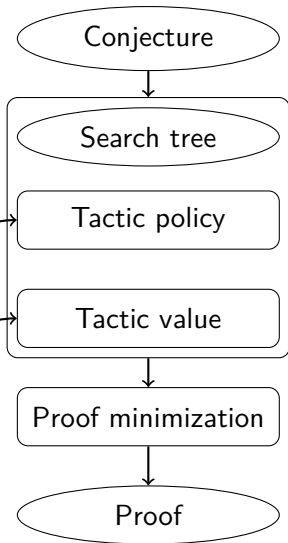 Conjecture
Search tree
Tactic policy
Tactic value
Proof minimization
Proof